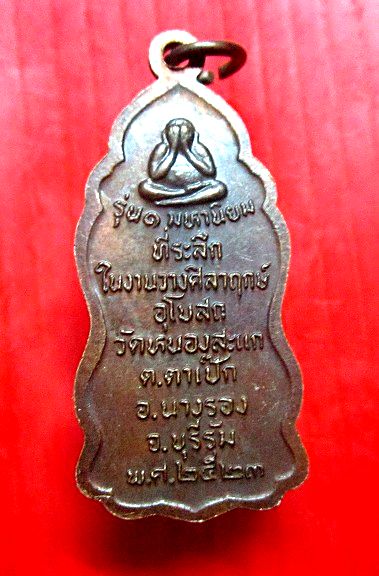 รุ่น๑ มหานิยม
ที่ระลึก
ในงานวางศิลาฤกษ์
อุโบสถ
วัดหนองสะแก
ต.ตาเป๊ก
อ.นางรอง
จ.บุรีรัม
พ.ศ.๒๕๒๓